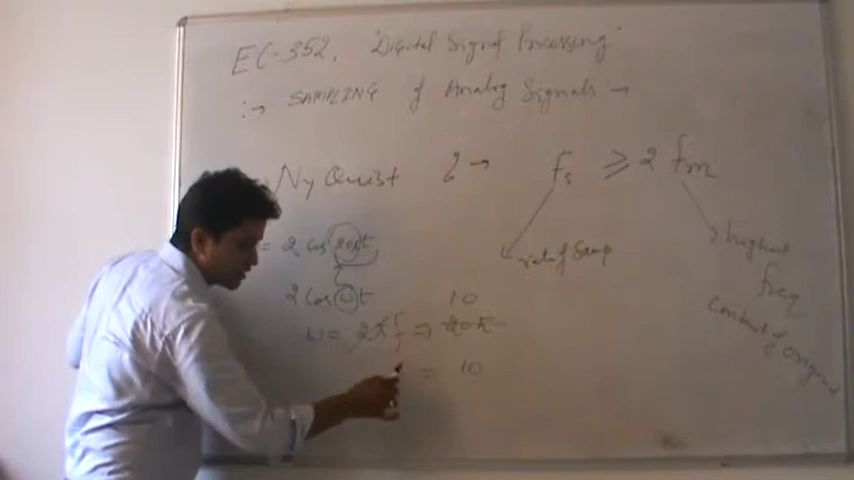 EC-352, "Digital Signal Processing"
:→ SAMPLING of Analog Signals →
NyQuist → fs ≥ 2 fm
= 2 cos 20πt → rate of Samp → highest
freq
2 cos ωt 10 content of original
ω = 2πf ⇒ 20π
= 10